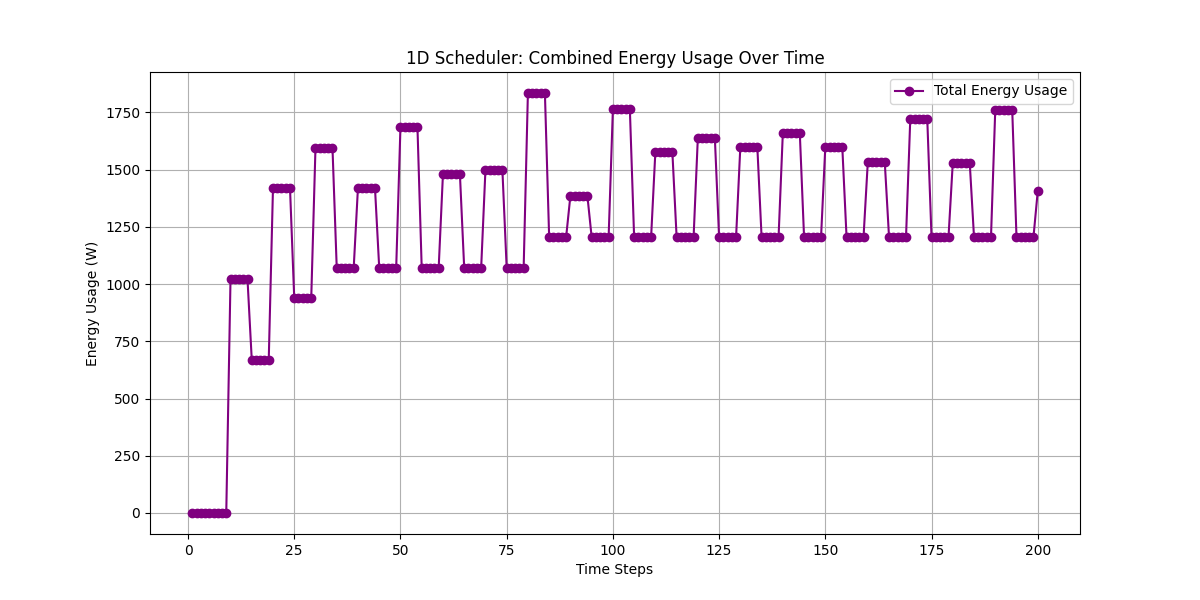 1D Scheduler: Combined Energy Usage Over Time
Total Energy Usage
Energy Usage (W)
1750
1500
1250
1000
750
500
250
0
0 25 50 75 100 125 150 175 200
Time Steps